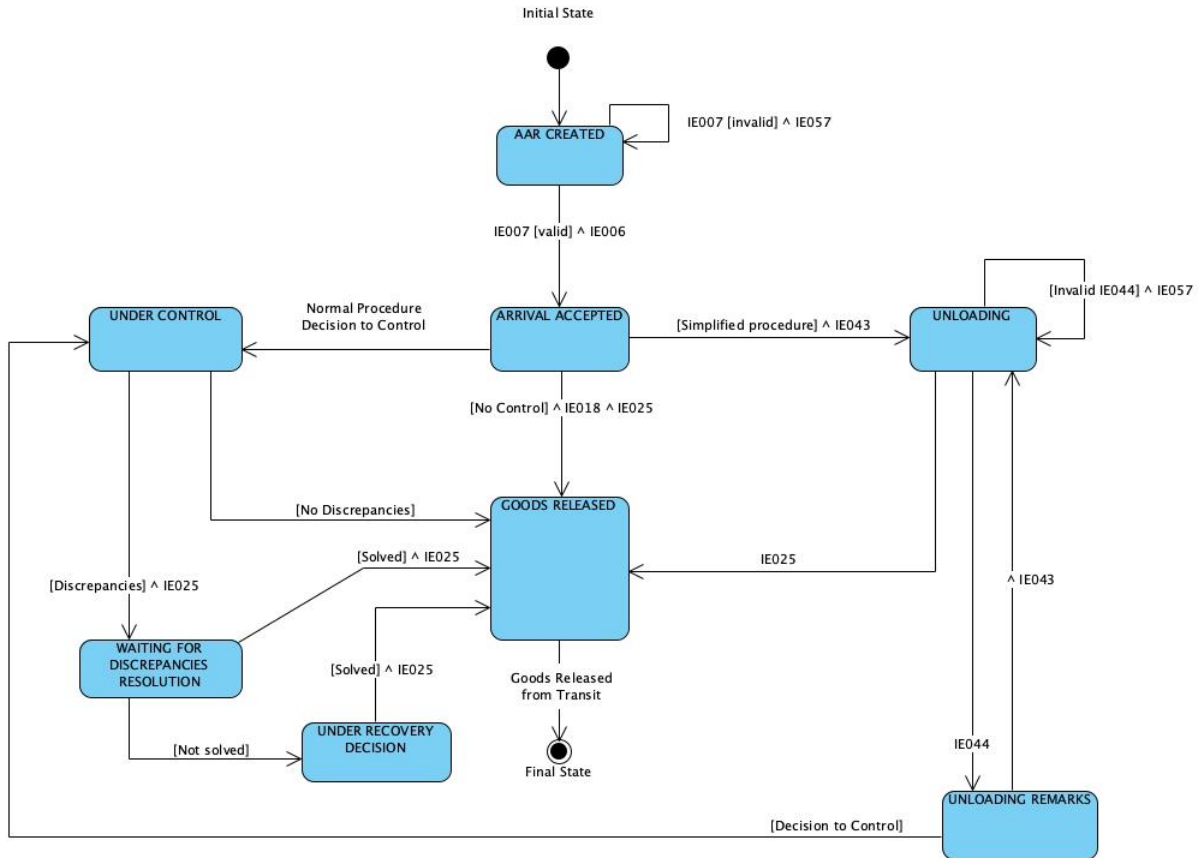 Initial State
AAR CREATED
IE007 [invalid] ^ IE057
IE007 [valid] ^ IE006
UNDER CONTROL
Normal Procedure
Decision to Control
ARRIVAL ACCEPTED
[Simplified procedure] ^ IE043
UNLOADING
[Invalid IE044] ^ IE057
[No Control] ^ IE018 ^ IE025
GOODS RELEASED
[No Discrepancies]
[Solved] ^ IE025
IE025
[Discrepancies] ^ IE025
^ IE043
WAITING FOR
DISCREPANCIES
RESOLUTION
[Solved] ^ IE025
Goods Released
from Transit
UNDER RECOVERY
DECISION
[Not solved]
Final State
IE044
UNLOADING REMARKS
[Decision to Control]